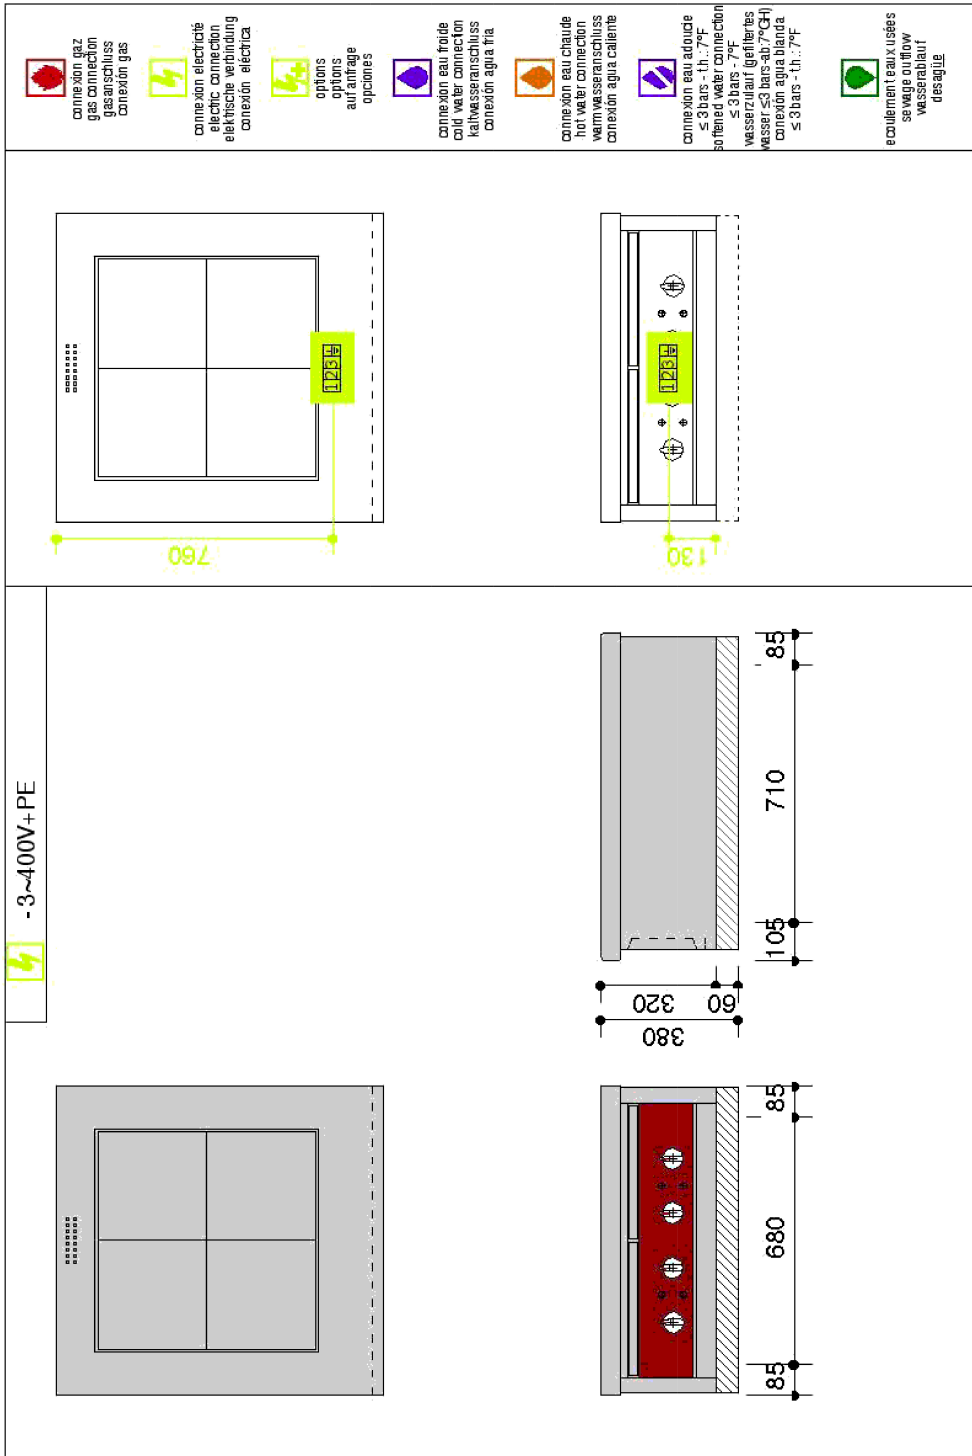 connexion gaz
gas connection
gasanschluss
conexión gas
connexion electricité
electric connection
elektrische verbindung
conexión eléctrica
options
options
auf anfrage
opciones
connexion eau froide
cold water connection
kaltwasseranschluss
conexión agua fria
connexion eau chaude
hot water connection
warmwasseranschluss
conexión agua caliente
connexion eau adoucie
≤ 3 bars - t.h.: 7°F
softened water connection
≤ 3 bars - 7°F
wasserzulauf (gefiltertes
wasser ≤3 bars-ab:7°GH)
conexión agua blanda
≤ 3 bars - t.h.: 7°F
ecoulement eaux usées
sewage outflow
wasserablauf
desagüe
123
123
760
130
-3~400V+PE
85
710
105
320
60
380
85
680
85